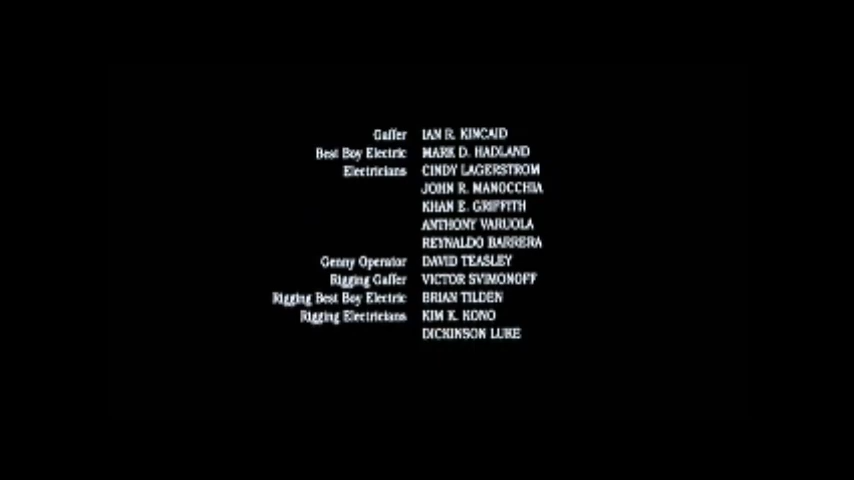 Gaffer IAN R. KINCAID
Best Boy Electric MARK D. HADLAND
Electricians CINDY LAGERSTROM
JOHN R. MANOCCHIA
KHAN E. GRIFFITH
ANTHONY VARUOLA
REYNALDO BARRERA
Genny Operator DAVID TEASLEY
Rigging Gaffer VICTOR SVIMONOFF
Rigging Best Boy Electric BRIAN TILDEN
Rigging Electricians KIM K. KONO
DICKINSON LUKE